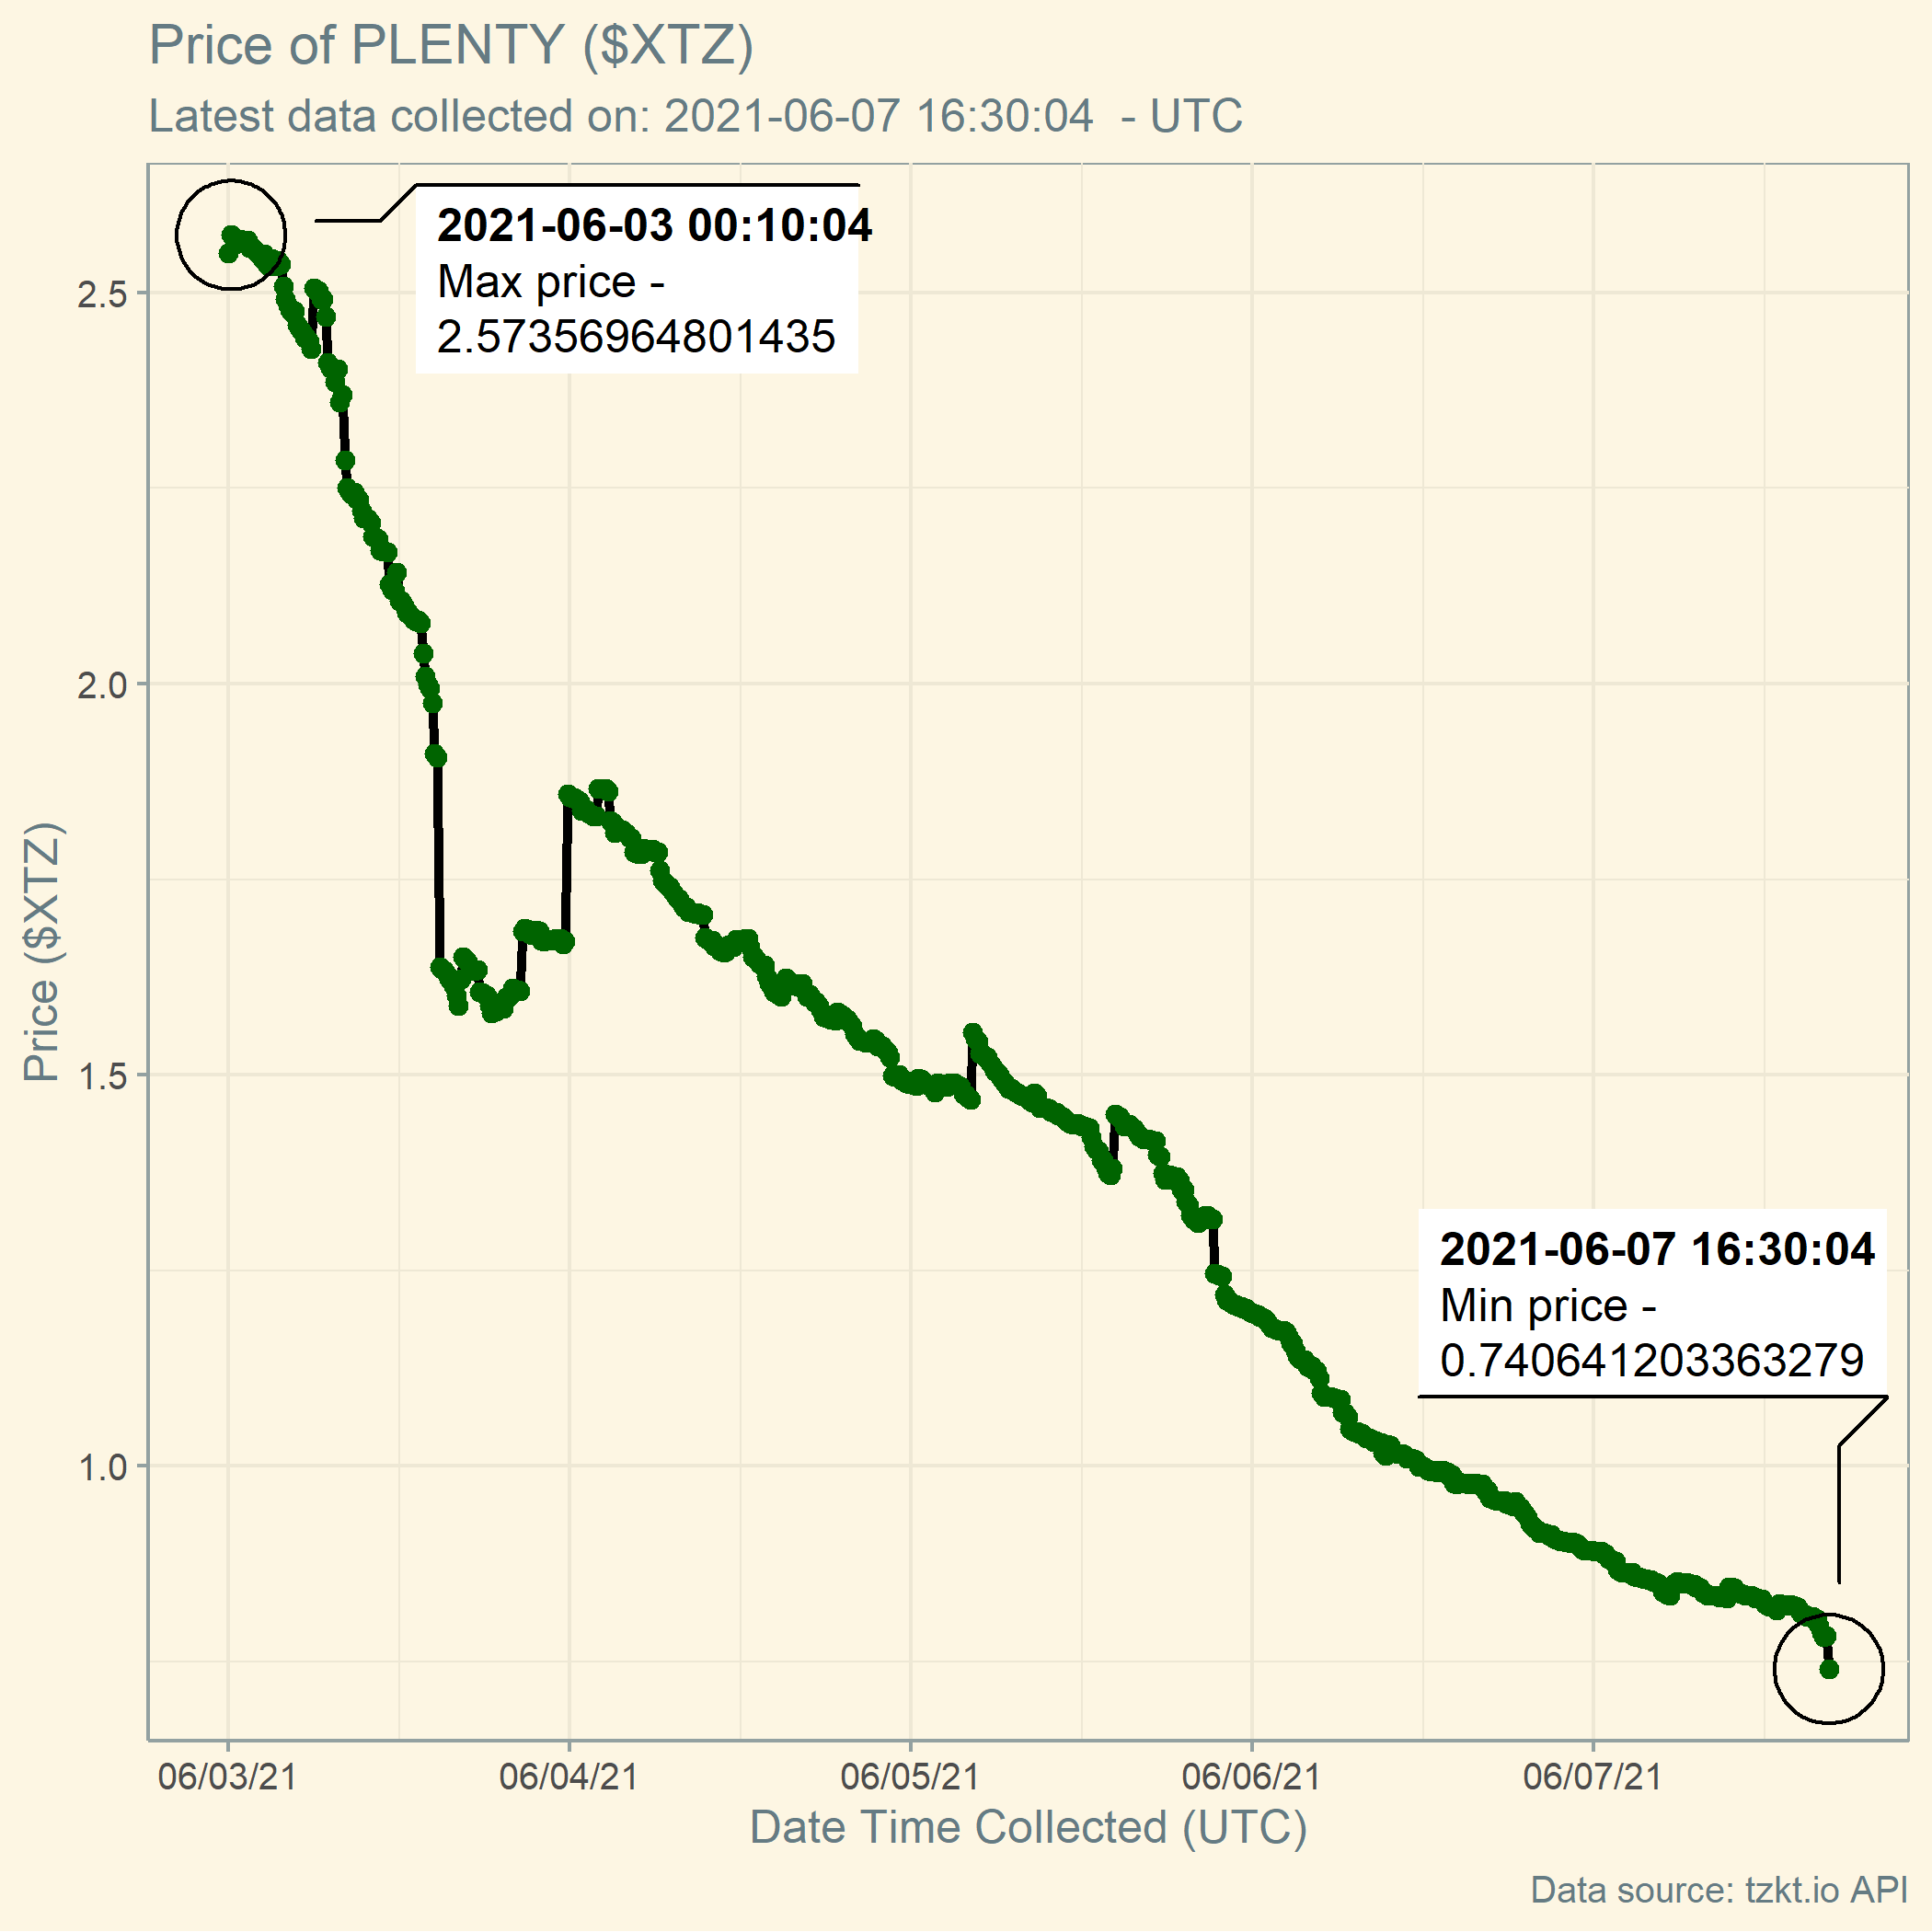 Price of PLENTY ($XTZ)
Latest data collected on: 2021-06-07 16:30:04  - UTC
2021-06-03 00:10:04
Max price -
2.57356964801435
2.5
2.0
1.5
1.0
Price ($XTZ)
2021-06-07 16:30:04
Min price -
0.740641203363279
06/03/21
06/04/21
06/05/21
06/06/21
06/07/21
Date Time Collected (UTC)
Data source: tzkt.io API